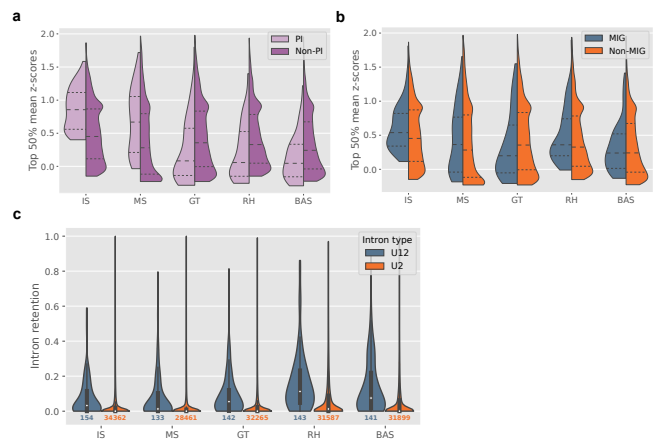 a
Top 50% mean z-scores
2.0
1.5
1.0
0.5
0.0
PI
Non-PI
IS MS GT RH BAS
b
Top 50% mean z-scores
2.0
1.5
1.0
0.5
0.0
MIG
Non-MIG
IS MS GT RH BAS
c
Intron retention
1.0
0.8
0.6
0.4
0.2
0.0
Intron type
U12
U2
154 34362 133 28461 142 32265 143 31587 141 31899
IS MS GT RH BAS